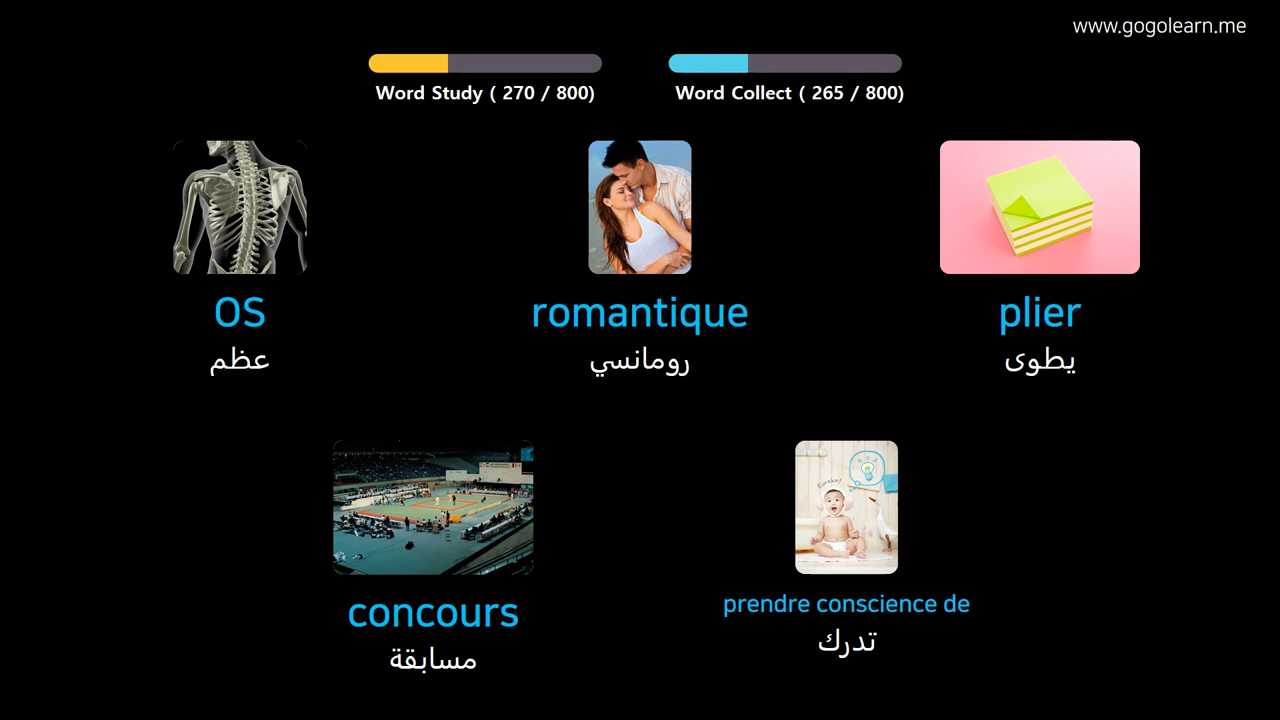 www.gogolearn.me
Word Study ( 270 / 800)
Word Collect ( 265 / 800)
os
عظم
romantique
رومانسي
plier
يطوى
concours
مسابقة
Eureka!
prendre conscience de
تدرك